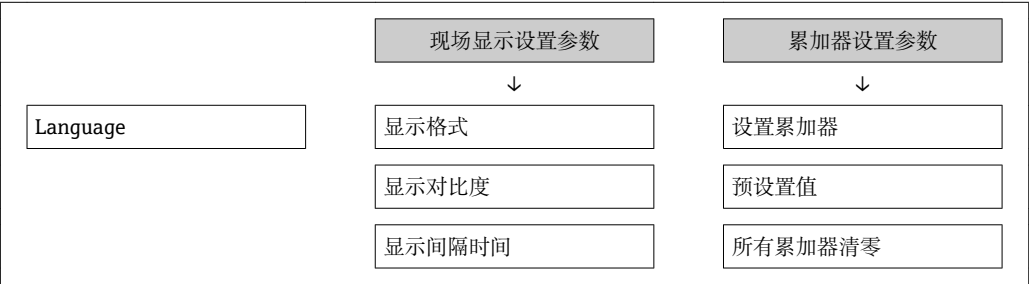 现场显示设置参数
累加器设置参数
Language
显示格式
设置累加器
显示对比度
预设置值
显示间隔时间
所有累加器清零